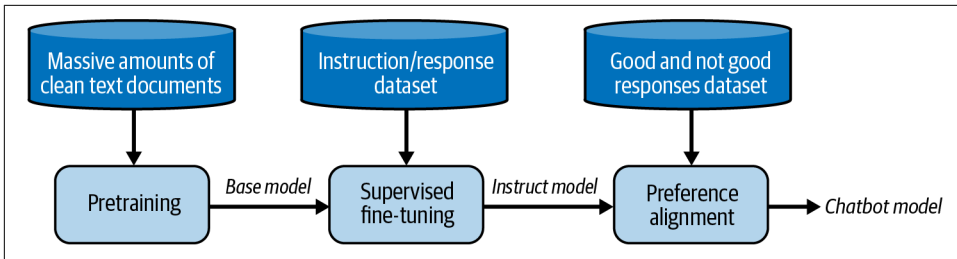 Massive amounts of
clean text documents
Instruction/response
dataset
Good and not good
responses dataset
Pretraining
Base model
Supervised
fine-tuning
Instruct model
Preference
alignment
Chatbot model